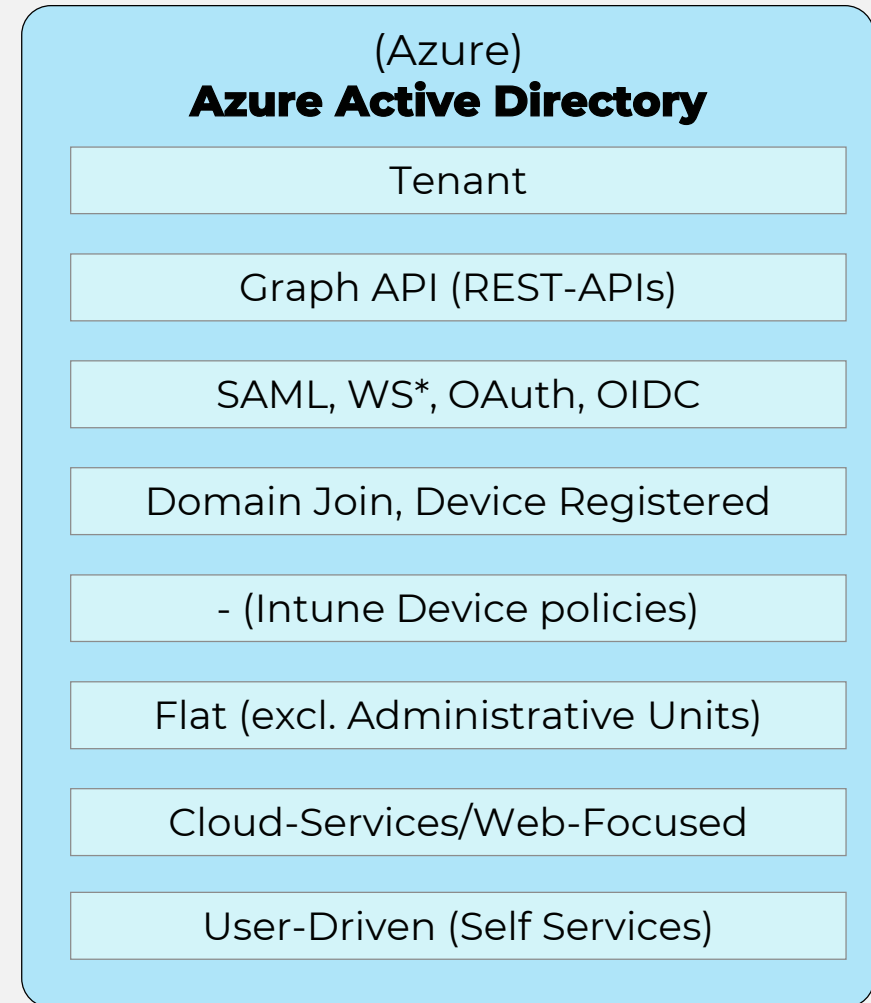 (Azure)
Azure Active Directory
Tenant
Graph API (REST-APIs)
SAML, WS*, OAuth, OIDC
Domain Join, Device Registered
- (Intune Device policies)
Flat (excl. Administrative Units)
Cloud-Services/Web-Focused
User-Driven (Self Services)